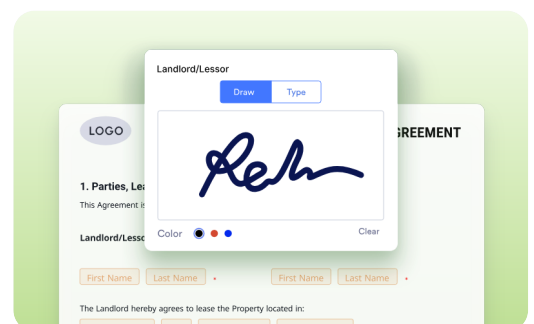 Landlord/Lessor
Draw Type
LOGO
GREEMENT
1. Parties, Lea
This Agreement is
Landlord/Lesso
Color Clear
First Name Last Name * First Name Last Name *
The Landlord hereby agrees to lease the Property located in: